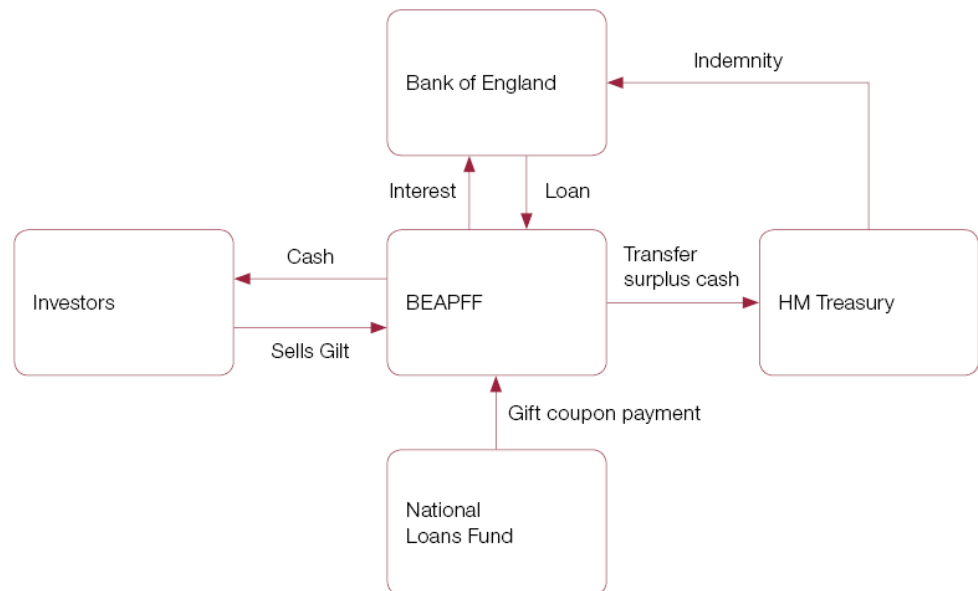 Bank of England
Indemnity
Interest
Loan
Investors
Cash
Sells Gilt
BEAPFF
Transfer
surplus cash
HM Treasury
Gift coupon payment
National
Loans Fund